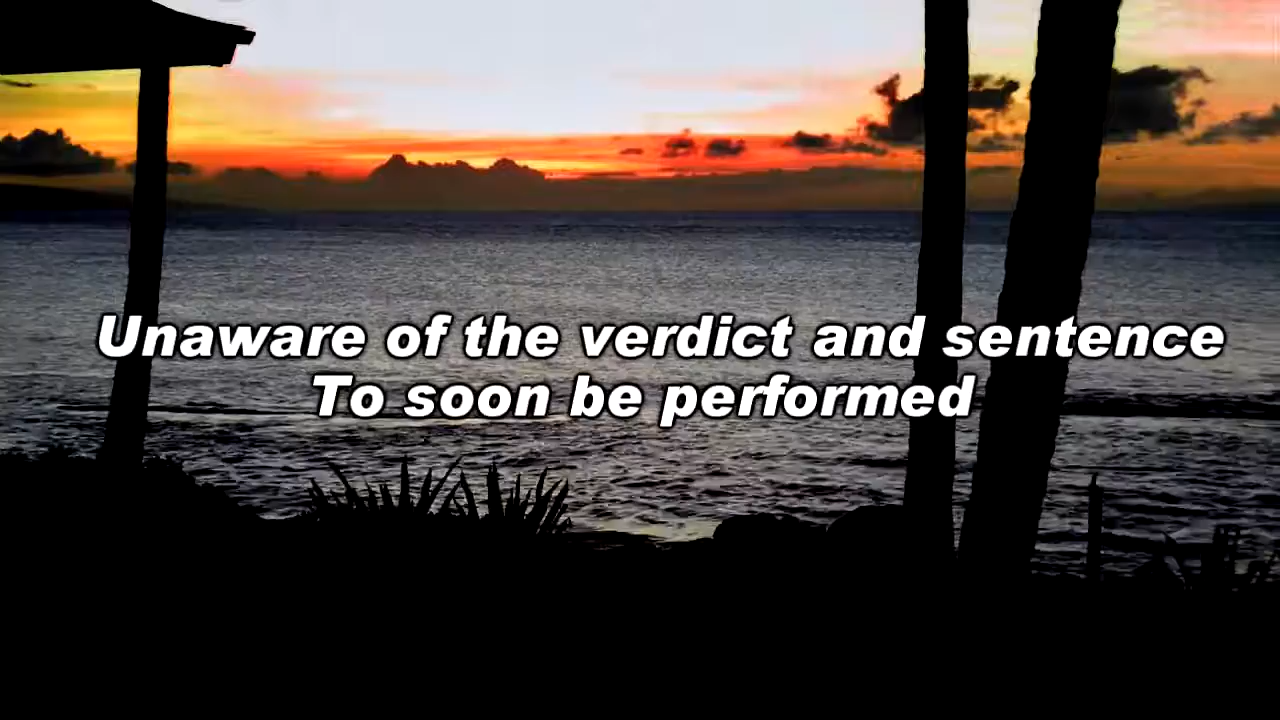 Unaware of the verdict and sentence
To soon be performed